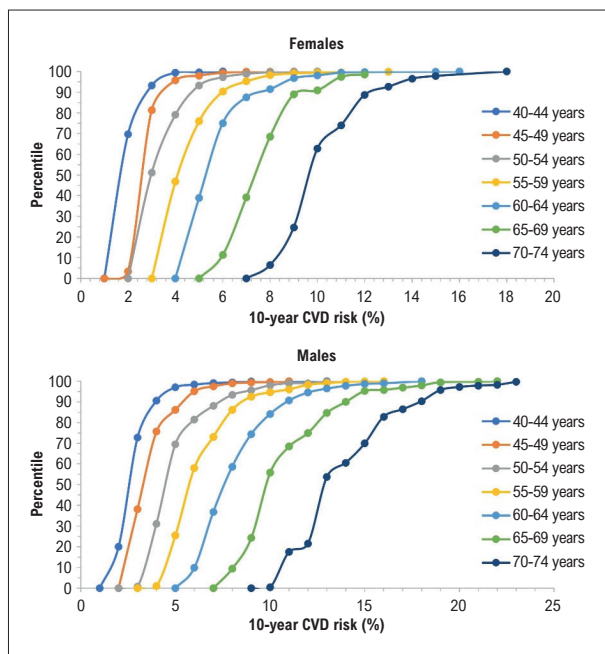 Females
Percentile
100
90
80
70
60
50
40
30
20
10
0
0 2 4 6 8 10 12 14 16 18 20
10-year CVD risk (%)
40-44 years
45-49 years
50-54 years
55-59 years
60-64 years
65-69 years
70-74 years
Males
Percentile
100
90
80
70
60
50
40
30
20
10
0
0 5 10 15 20 25
10-year CVD risk (%)
40-44 years
45-49 years
50-54 years
55-59 years
60-64 years
65-69 years
70-74 years